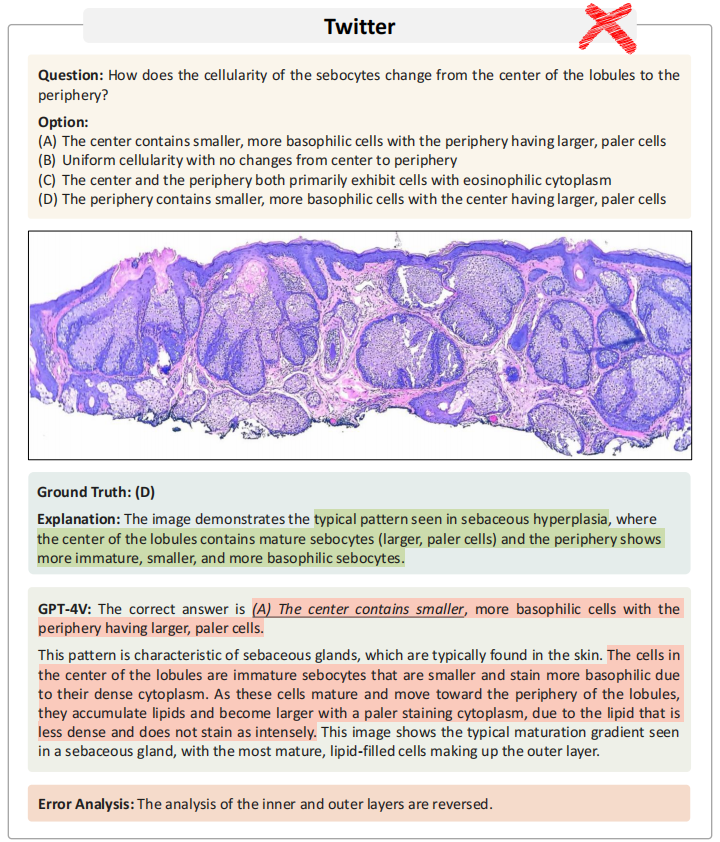 Twitter
Question: How does the cellularity of the sebocytes change from the center of the lobules to the
periphery?
Option:
(A) The center contains smaller, more basophilic cells with the periphery having larger, paler cells
(B) Uniform cellularity with no changes from center to periphery
(C) The center and the periphery both primarily exhibit cells with eosinophilic cytoplasm
(D) The periphery contains smaller, more basophilic cells with the center having larger, paler cells
Ground Truth: (D)
Explanation: The image demonstrates the typical pattern seen in sebaceous hyperplasia, where
the center of the lobules contains mature sebocytes (larger, paler cells) and the periphery shows
more immature, smaller, and more basophilic sebocytes.
GPT-4V: The correct answer is (A) The center contains smaller, more basophilic cells with the
periphery having larger, paler cells.
This pattern is characteristic of sebaceous glands, which are typically found in the skin. The cells in
the center of the lobules are immature sebocytes that are smaller and stain more basophilic due
to their dense cytoplasm. As these cells mature and move toward the periphery of the lobules,
they accumulate lipids and become larger with a paler staining cytoplasm, due to the lipid that is
less dense and does not stain as intensely. This image shows the typical maturation gradient seen
in a sebaceous gland, with the most mature, lipid-filled cells making up the outer layer.
Error Analysis: The analysis of the inner and outer layers are reversed.